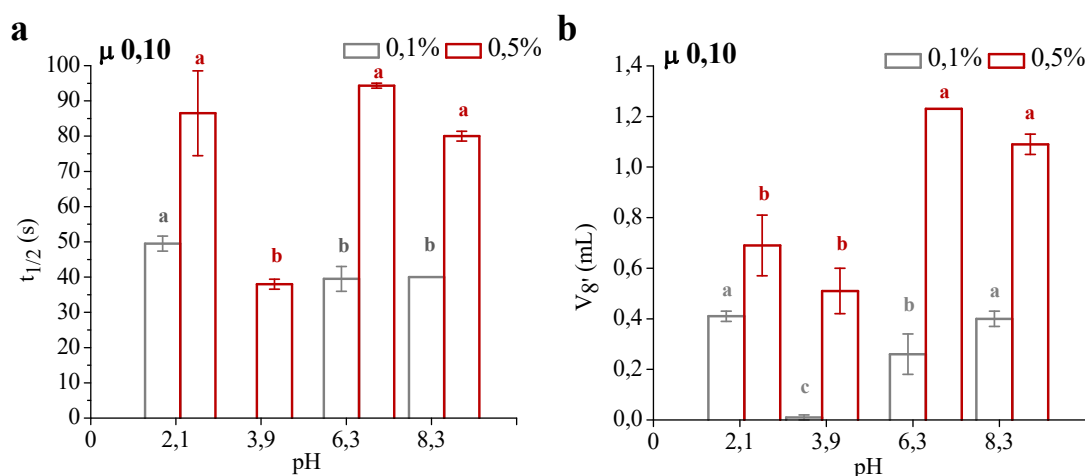 a
μ 0,10
0,1% 0,5%
100
90
80
70
60
50
40
30
20
10
0
t1/2 (s)
a
a
b
b
a
b
a
0 2,1 3,9 6,3 8,3
pH
b
μ 0,10
0,1% 0,5%
1,4
1,2
1,0
0,8
0,6
0,4
0,2
0,0
V8' (mL)
a
b
c
b
b
a
a
a
0 2,1 3,9 6,3 8,3
pH